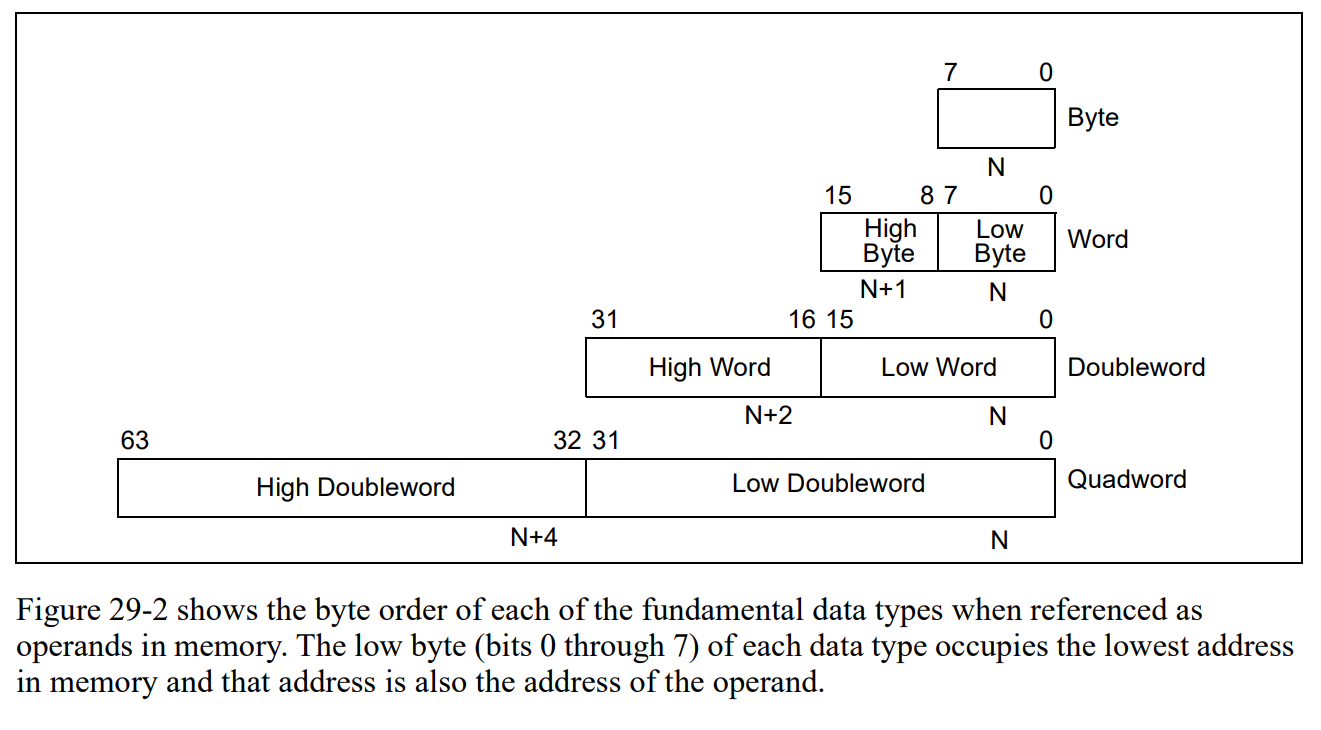 7 0
Byte
N
15 8 7 0
High Low
Byte Byte
Word
N+1 N
31 16 15 0
High Word Low Word Doubleword
N+2 N
63 32 31 0
High Doubleword Low Doubleword Quadword
N+4 N
Figure 29-2 shows the byte order of each of the fundamental data types when referenced as
operands in memory. The low byte (bits 0 through 7) of each data type occupies the lowest address
in memory and that address is also the address of the operand.